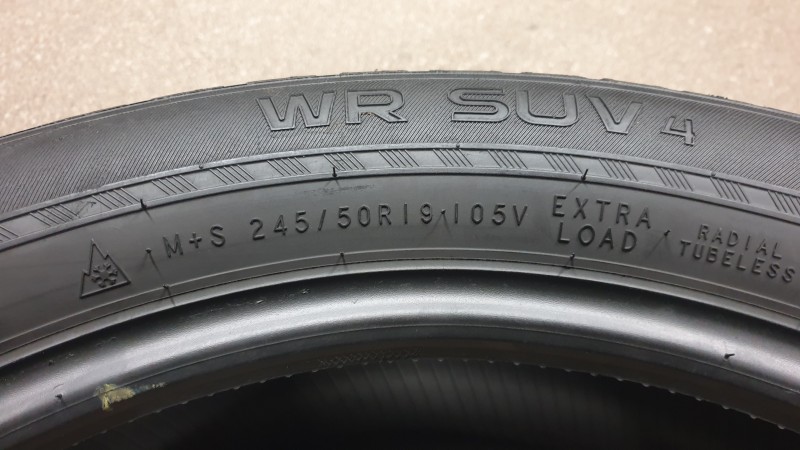 WR SUV 4
M+S 245/50R19 105V EXTRA LOAD RADIAL TUBELESS